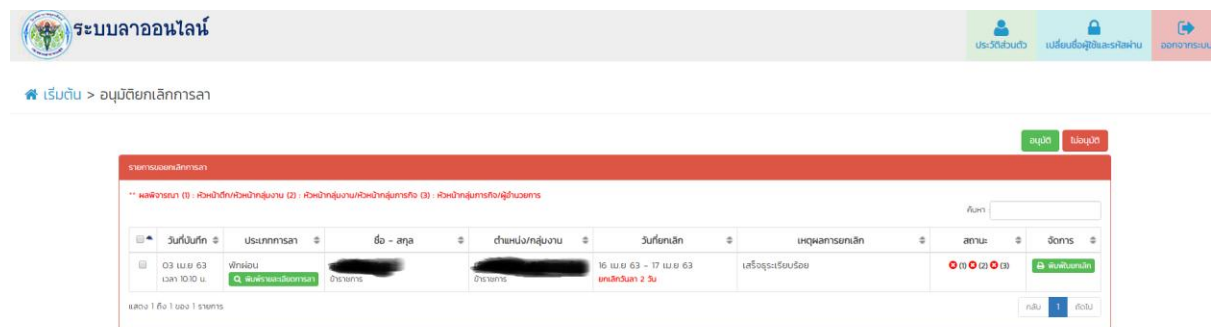 ระบบลาออนไลน์
ประวัติส่วนตัว เปลี่ยนชื่อผู้ใช้และรหัสผ่าน ออกจากระบบ
เริ่มต้น > อนุมัติยกเลิกการลา
อนุมัติ ไม่อนุมัติ
รายการขอยกเลิกการลา
** ผลพิจารณา (1) : หัวหน้าตึก/หัวหน้ากลุ่มงาน (2) : หัวหน้ากลุ่มงาน/หัวหน้ากลุ่มภารกิจ (3) : หัวหน้ากลุ่มภารกิจ/ผู้อำนวยการ
ค้นหา
วันที่บันทึก ประเภทการลา ชื่อ - สกุล ตำแหน่ง/กลุ่มงาน วันที่ยกเลิก เหตุผลการยกเลิก สถานะ จัดการ
03 เม.ย 63 พักผ่อน 16 เม.ย 63 - 17 เม.ย 63 เสร็จธุระเรียบร้อย (1) (2) (3) พิมพ์ใบยกเลิก
เวลา 10:10 น. พิมพ์รายละเอียดการลา ข้าราชการ ข้าราชการ ยกเลิกวันลา 2 วัน
แสดง 1 ถึง 1 ของ 1 รายการ
กลับ 1 ถัดไป